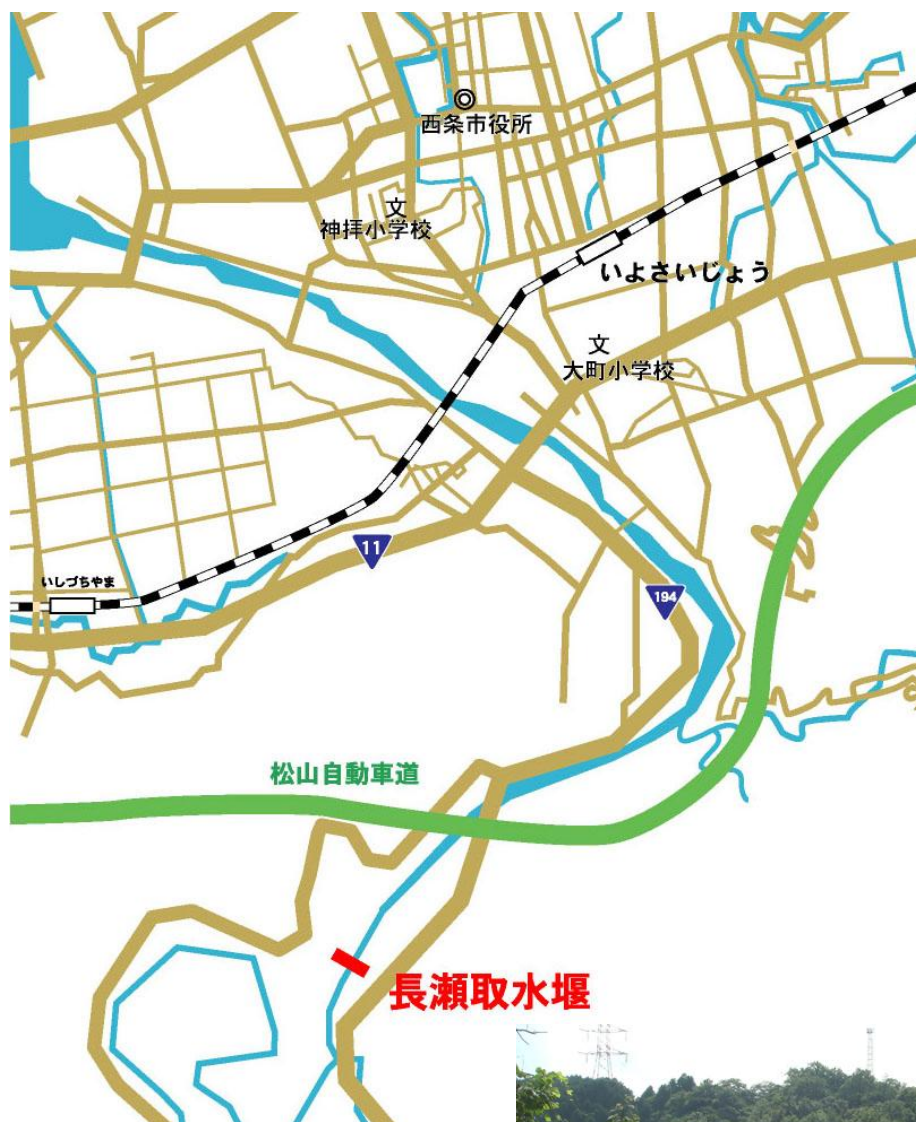 西条市役所
文
神拝小学校
いよさいじょう
文
大町小学校
11
いしづちやま
194
松山自動車道
長瀬取水堰